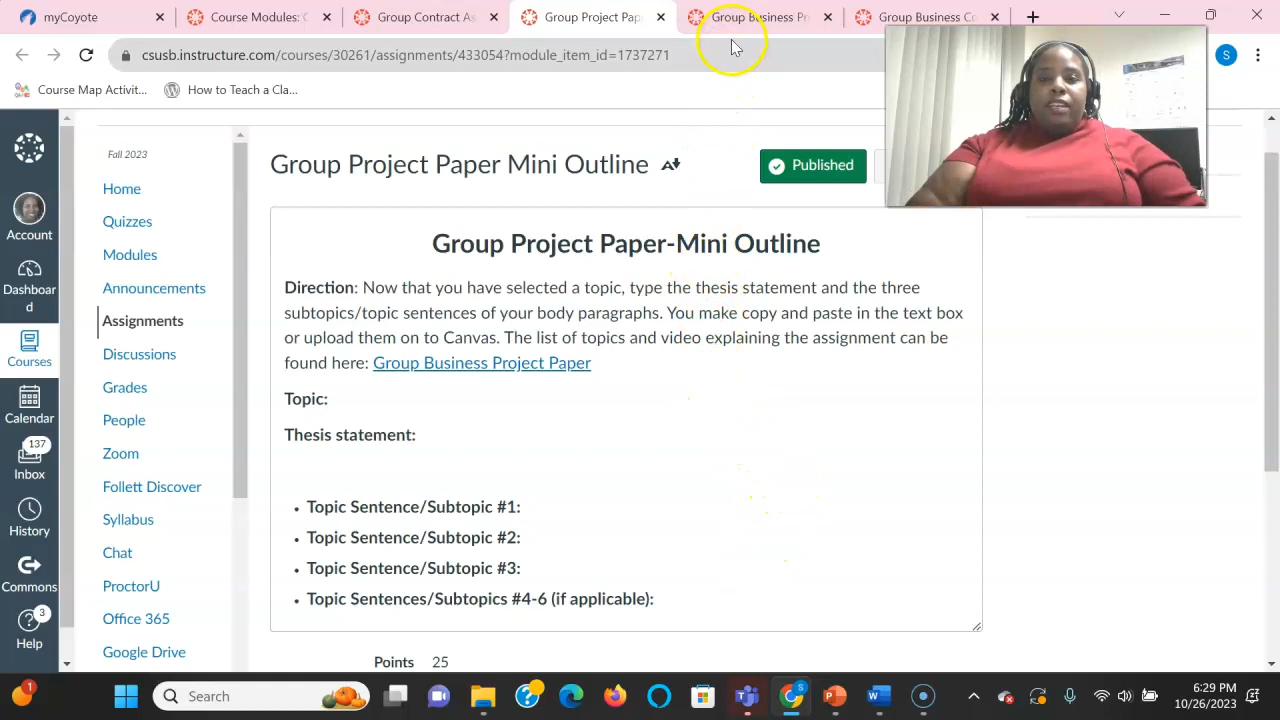 myCoyote
Course Modules: C
Group Contract As
Group Project Pap
Group Business Pr
Group Business Co
csusb.instructure.com/courses/30261/assignments/433054?module_item_id=1737271
S
Course Map Activit...
How to Teach a Cla...
Fall 2023
Home
Quizzes
Modules
Announcements
Assignments
Discussions
Grades
People
Zoom
Follett Discover
Syllabus
Chat
ProctorU
Office 365
Google Drive
Account
Dashboar
d
Courses
Calendar
137
Inbox
History
Commons
3
Help
Group Project Paper Mini Outline
Published
Group Project Paper-Mini Outline
Direction: Now that you have selected a topic, type the thesis statement and the three
subtopics/topic sentences of your body paragraphs. You make copy and paste in the text box
or upload them on to Canvas. The list of topics and video explaining the assignment can be
found here: Group Business Project Paper
Topic:
Thesis statement:
• Topic Sentence/Subtopic #1:
• Topic Sentence/Subtopic #2:
• Topic Sentence/Subtopic #3:
• Topic Sentences/Subtopics #4-6 (if applicable):
Points 25
1
Search
6:29 PM
10/26/2023